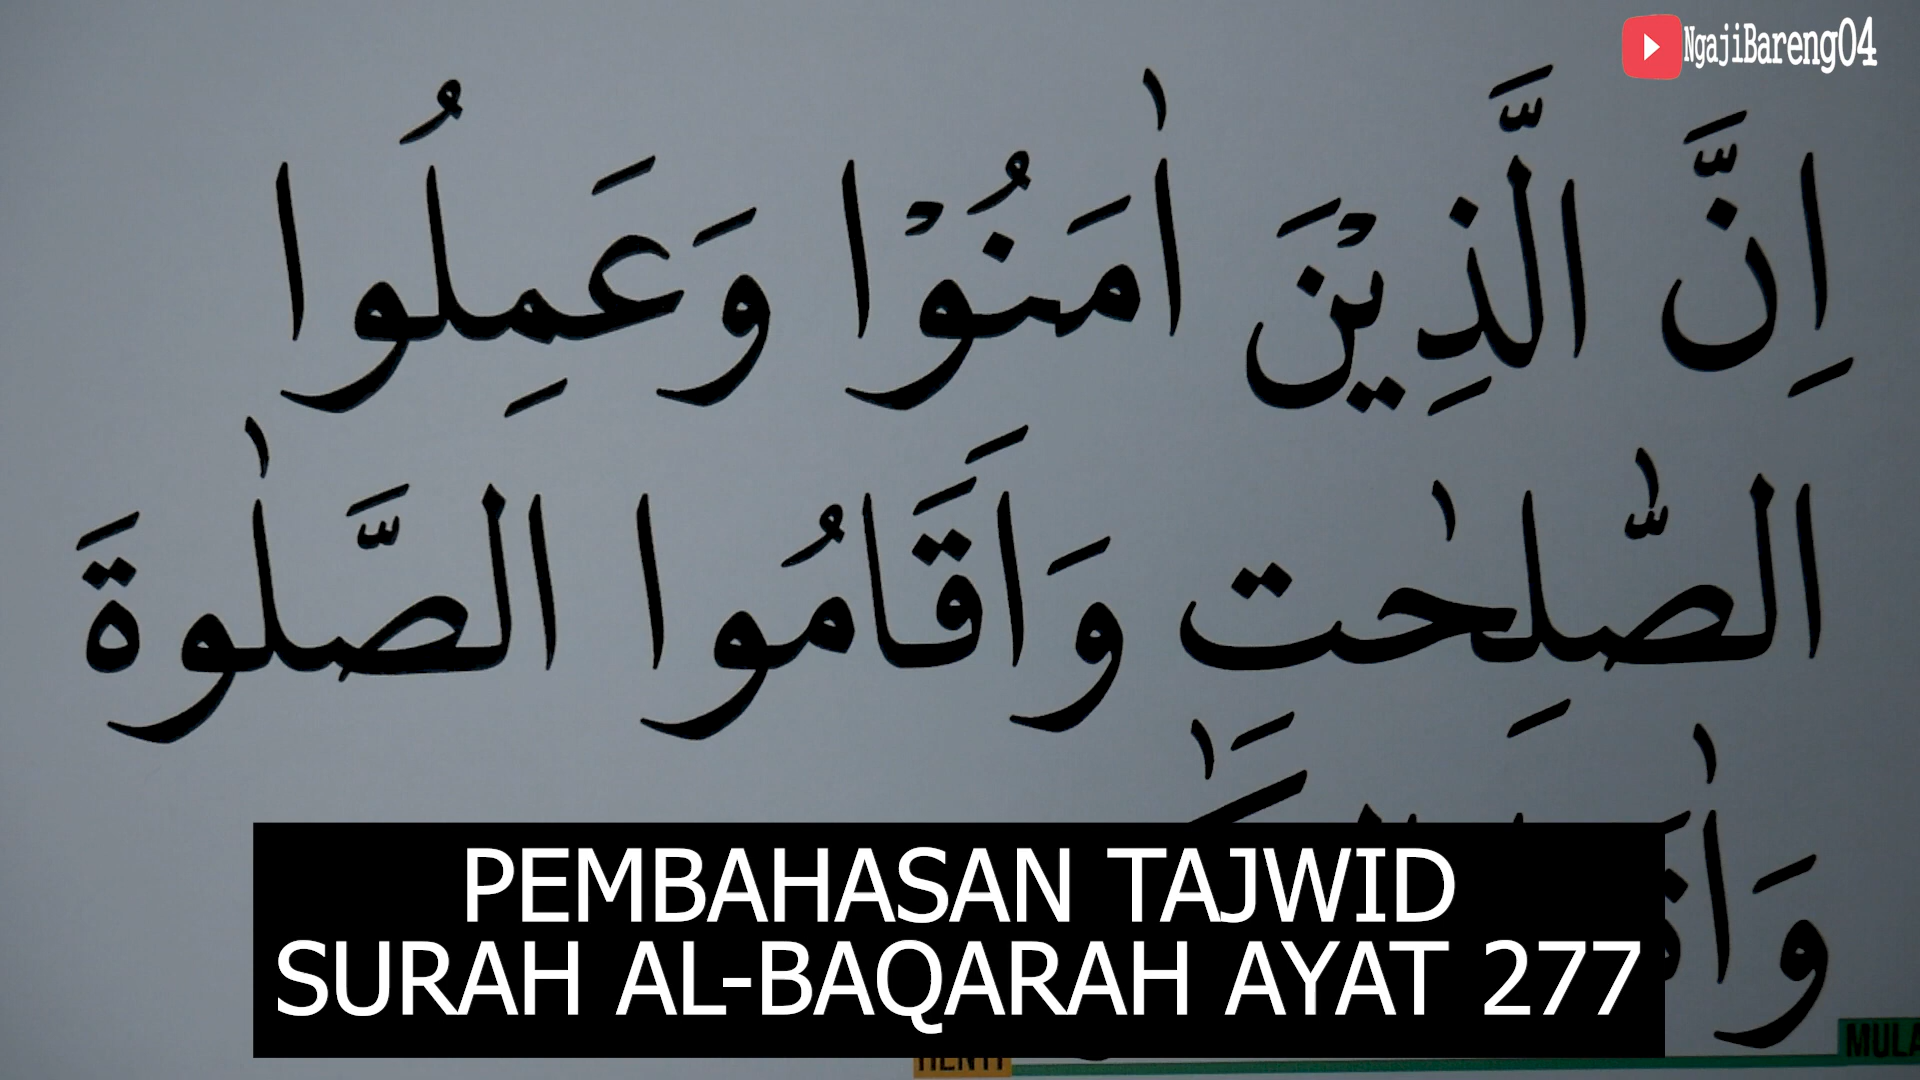 NgajiBareng04
اِنَّ الَّذِيْنَ اٰمَنُوْا وَعَمِلُوا
الصّٰلِحٰتِ وَاَقَامُوا الصَّلٰوةَ
PEMBAHASAN TAJWID
SURAH AL-BAQARAH AYAT 277